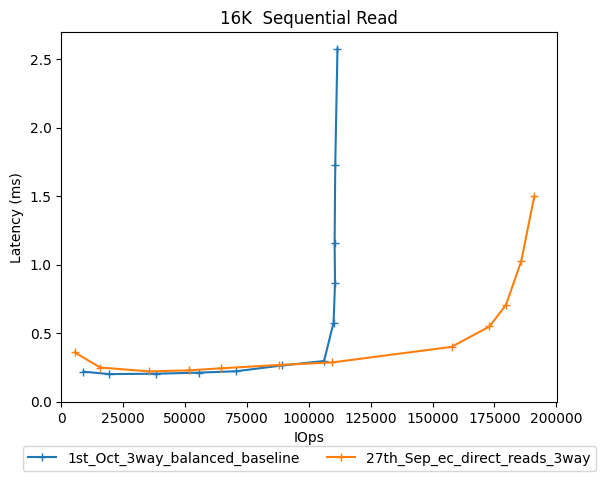 16K  Sequential Read
Latency (ms)
2.5
2.0
1.5
1.0
0.5
0.0
0 25000 50000 75000 100000 125000 150000 175000 200000
IOps
1st_Oct_3way_balanced_baseline 27th_Sep_ec_direct_reads_3way